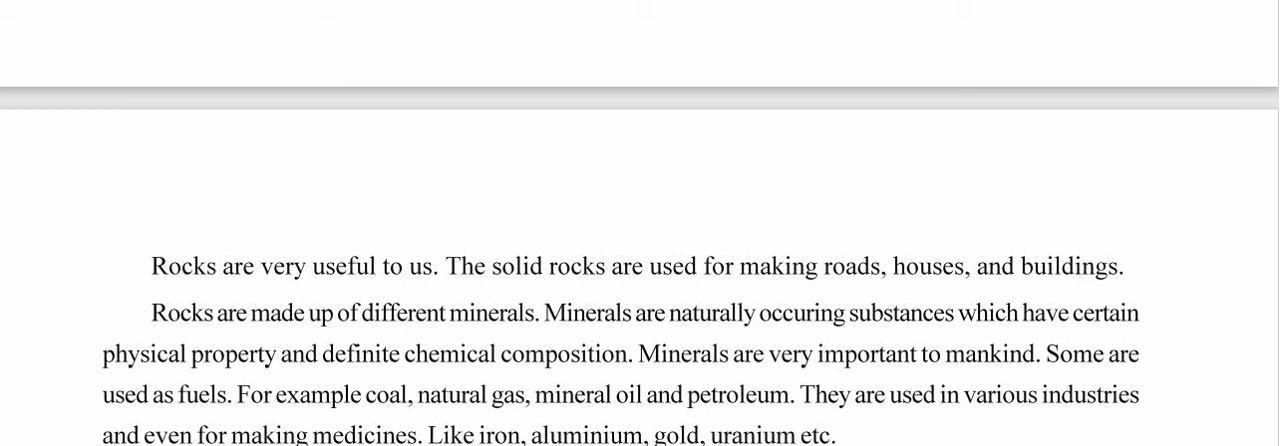 Rocks are very useful to us. The solid rocks are used for making roads, houses, and buildings.
Rocks are made up of different minerals. Minerals are naturally occuring substances which have certain
physical property and definite chemical composition. Minerals are very important to mankind. Some are
used as fuels. For example coal, natural gas, mineral oil and petroleum. They are used in various industries
and even for making medicines. Like iron, aluminium, gold, uranium etc.